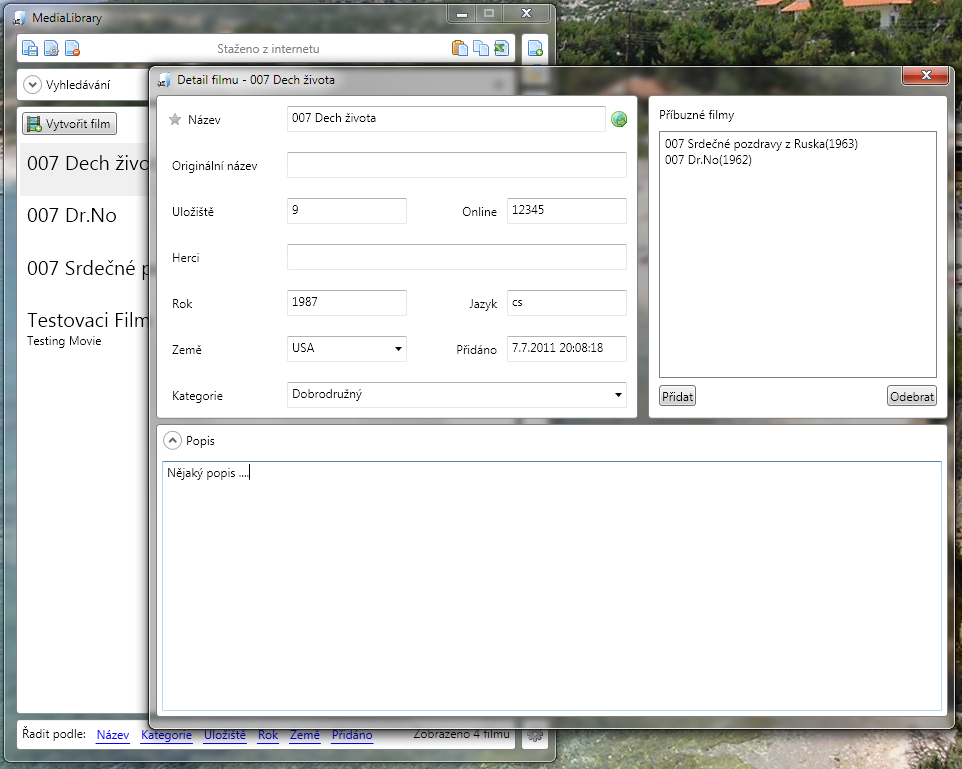 MediaLibrary
Staženo z internetu
Vyhledávání
Vytvořit film
007 Dech živo
007 Dr.No
007 Srdečné p
Testovaci Film
Testing Movie
Řadit podle: Název Kategorie Uložiště Rok Země Přidáno Zobrazeno 4 filmů
Detail filmu - 007 Dech života
Název 007 Dech života
Originální název
Uložiště 9 Online 12345
Herci
Rok 1987 Jazyk cs
Země USA Přidáno 7.7.2011 20:08:18
Kategorie Dobrodružný
Příbuzné filmy
007 Srdečné pozdravy z Ruska(1963)
007 Dr.No(1962)
Přidat Odebrat
Popis
Nějaký popis ....